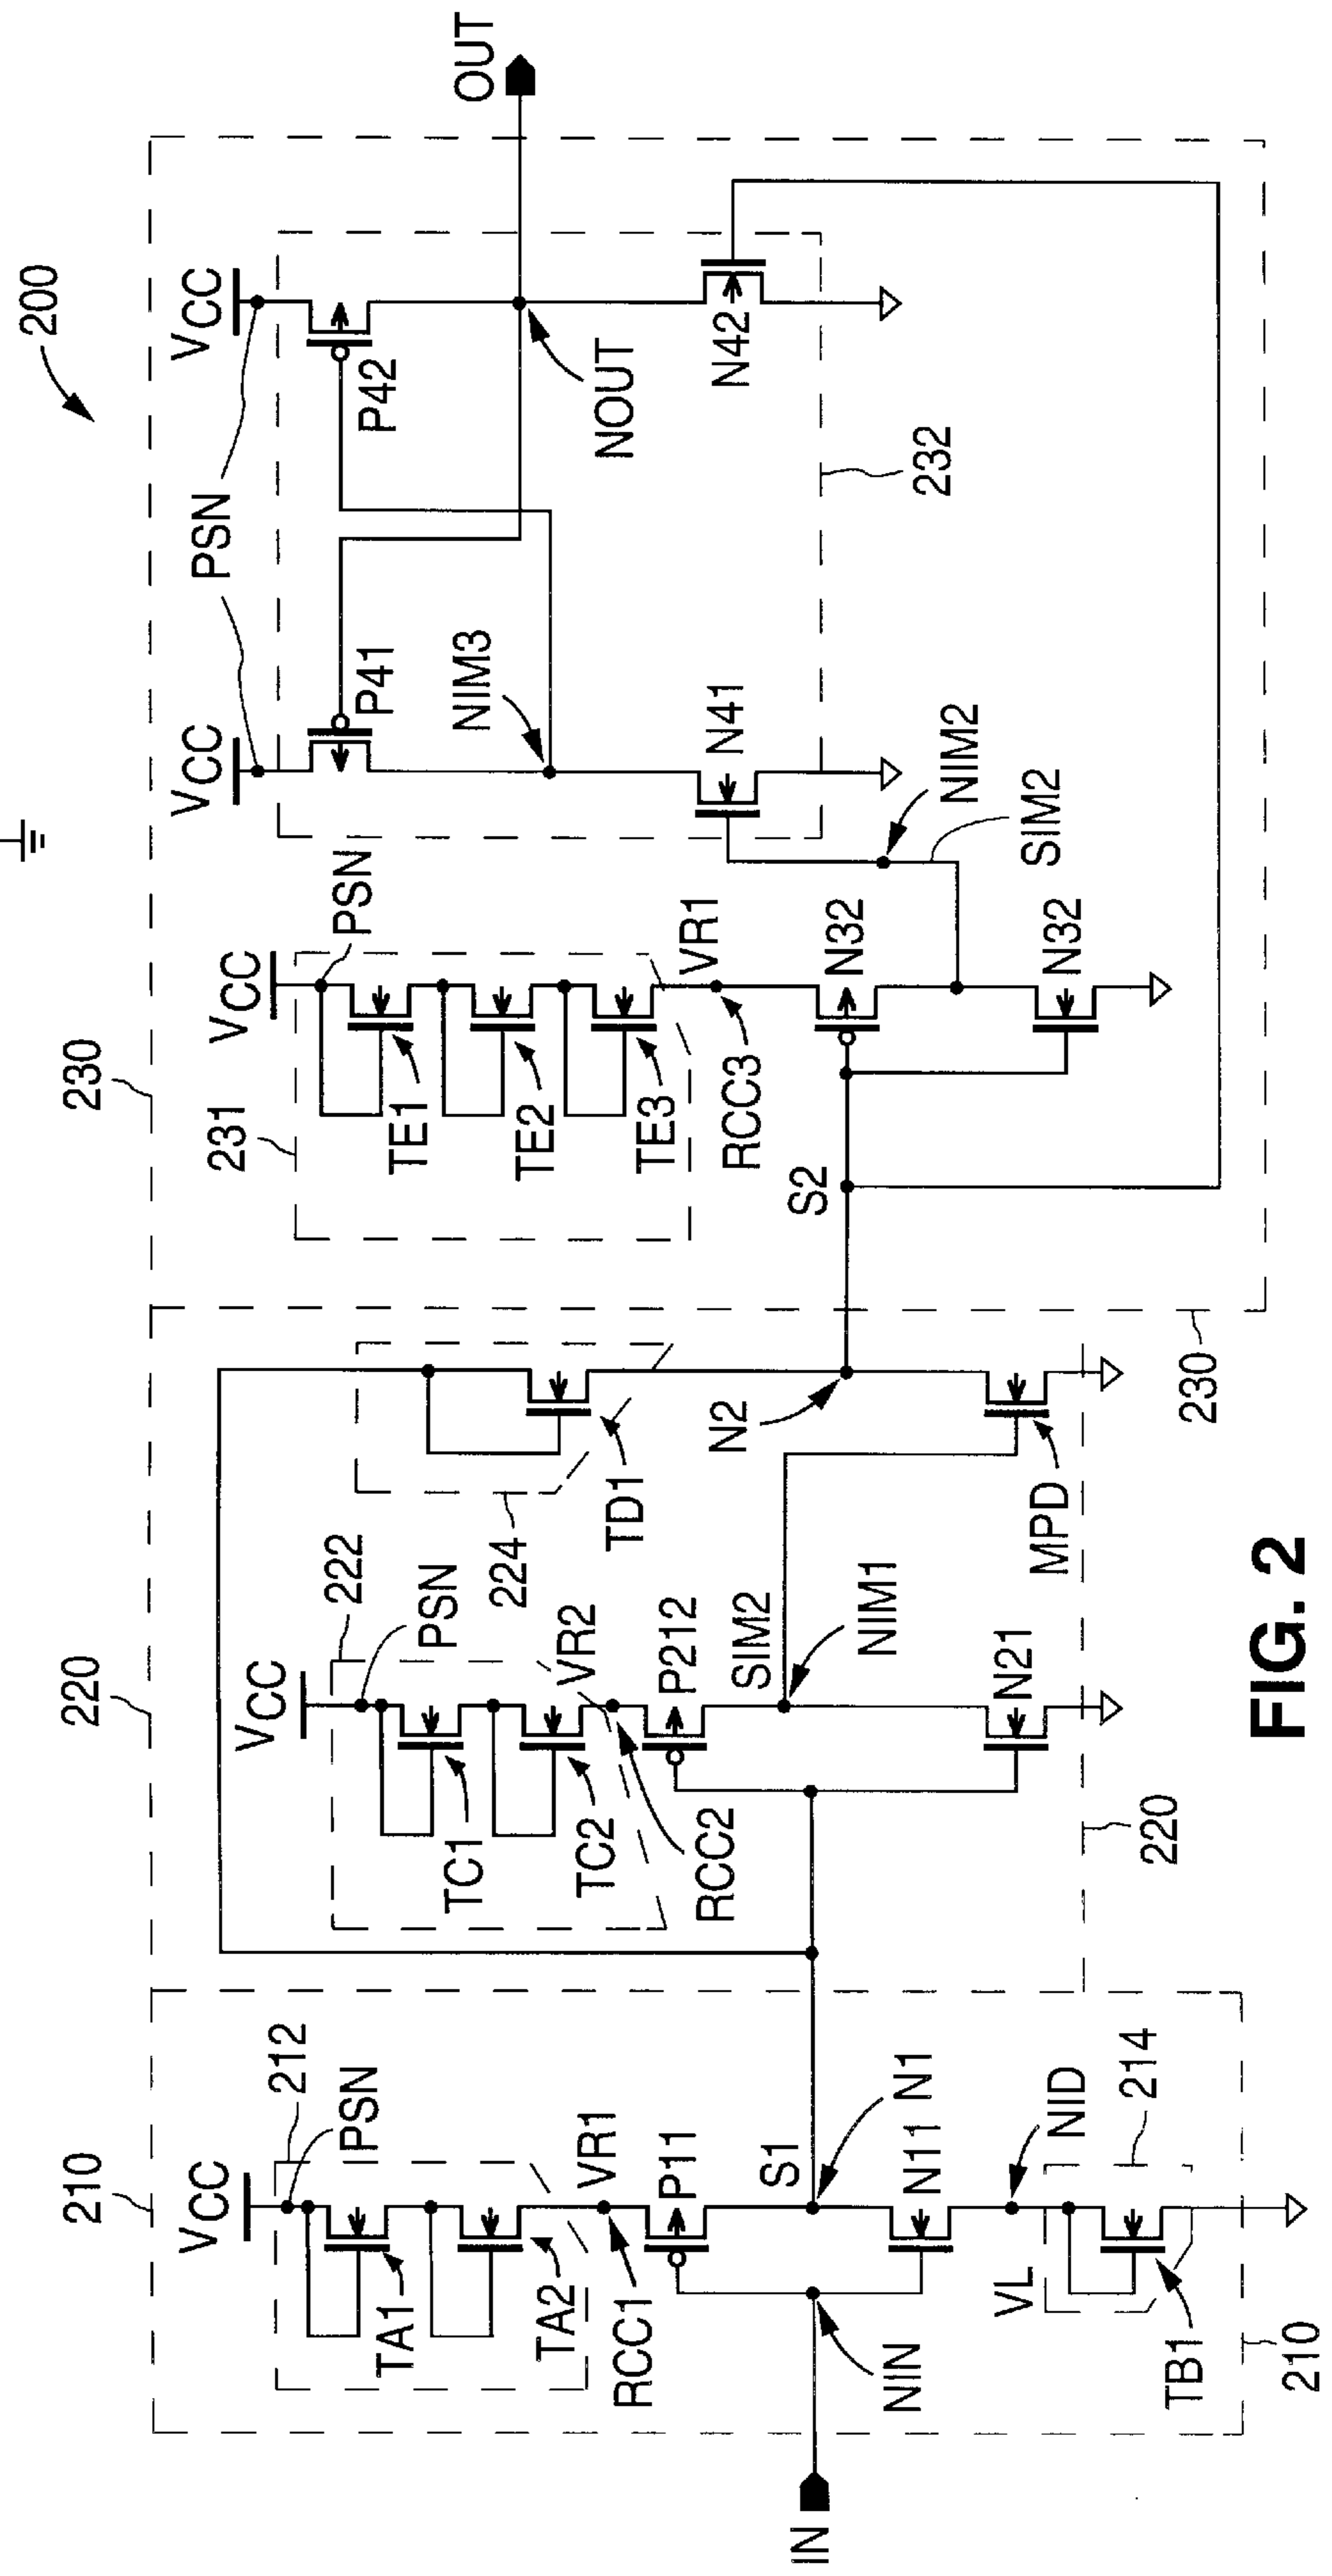 200
210
220
230
VCC
PSN
212
TA1
TA2
VR1
RCC1
P11
S1
N1
IN
NIN
N11
NID
VL
214
TB1
210
VCC
222
PSN
TC1
TC2
VR2
RCC2
P212
SIM2
NIM1
N21
220
224
TD1
N2
MPD
230
VCC
231
PSN
TE1
TE2
TE3
VR1
RCC3
S2
N32
N32
NIM2
SIM2
VCC
PSN
VCC
P41
P42
NIM3
NOUT
OUT
N41
N42
232
FIG. 2